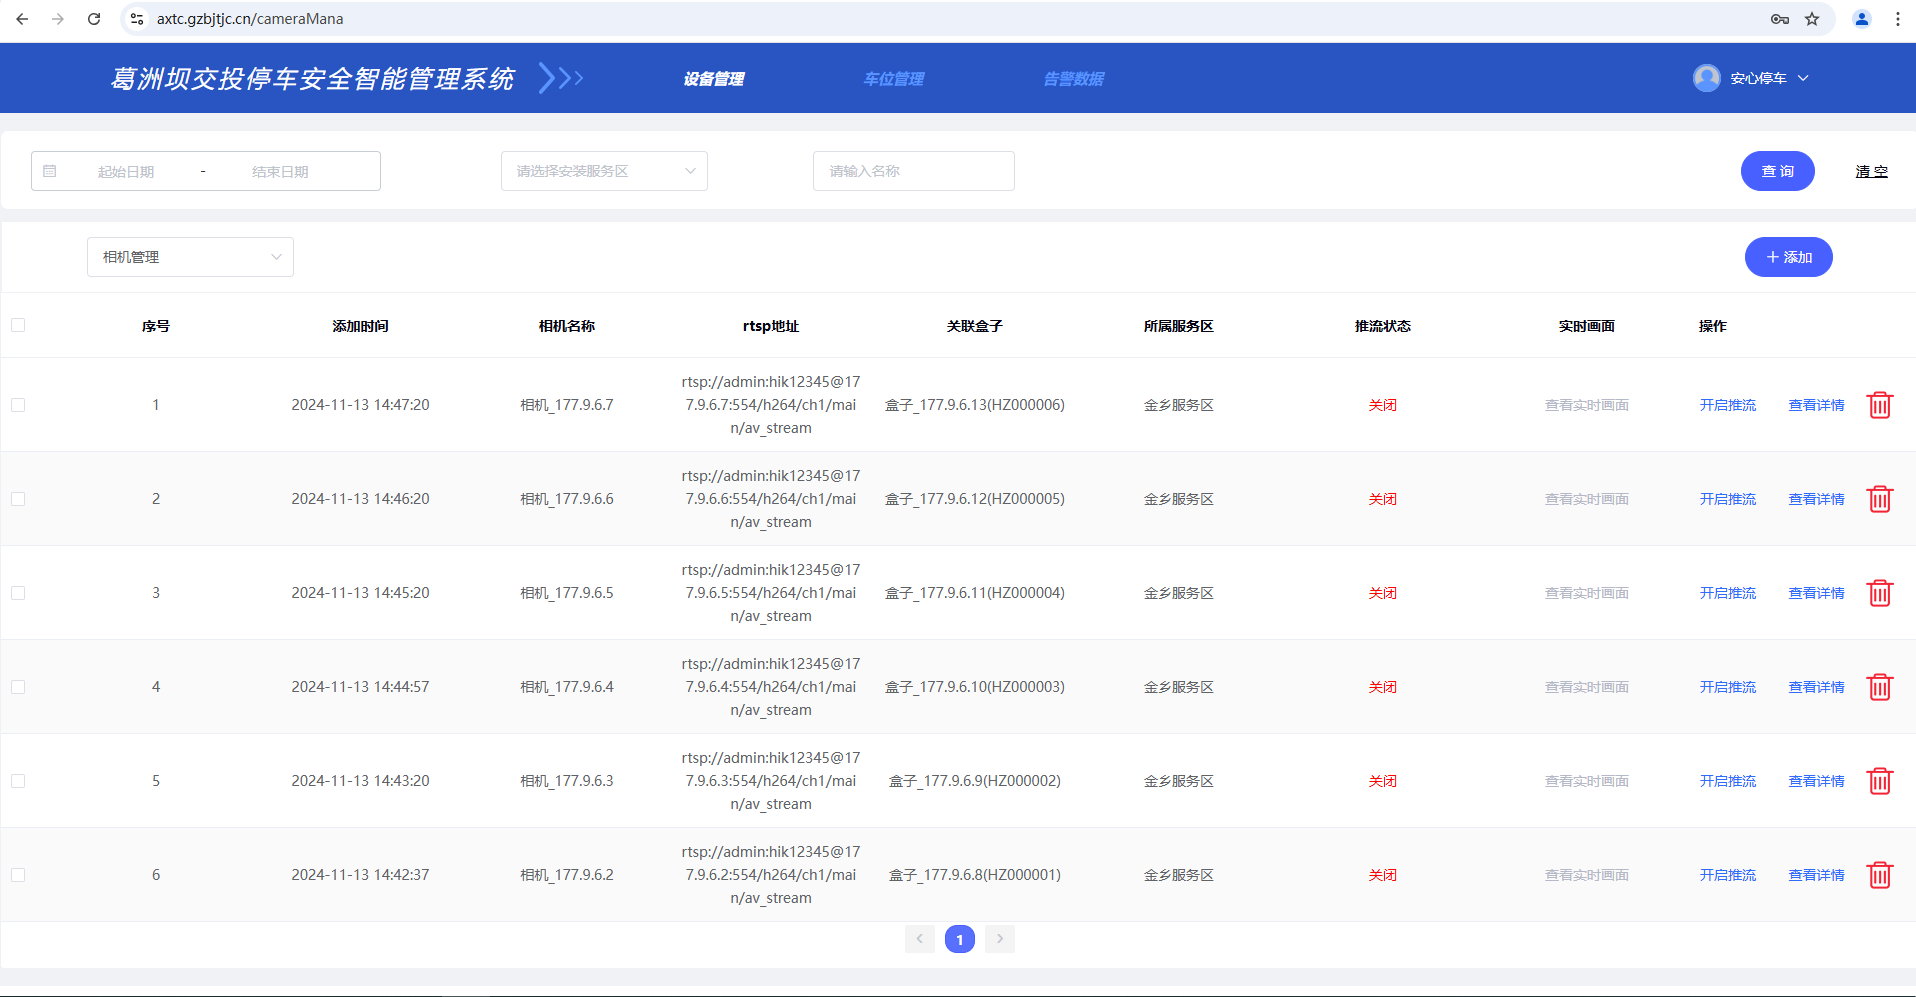 axtc.gzbjtjc.cn/cameraMana
葛洲坝交投停车安全智能管理系统
设备管理
车位管理
告警数据
安心停车
起始日期 - 结束日期
请选择安装服务区
请输入名称
查 询
清 空
相机管理
添加
序号 添加时间 相机名称 rtsp地址 关联盒子 所属服务区 推流状态 实时画面 操作
1 2024-11-13 14:47:20 相机_177.9.6.7 rtsp://admin:hik12345@17
7.9.6.7:554/h264/ch1/mai
n/av_stream 盒子_177.9.6.13(HZ000006) 金乡服务区 关闭 查看实时画面 开启推流 查看详情
2 2024-11-13 14:46:20 相机_177.9.6.6 rtsp://admin:hik12345@17
7.9.6.6:554/h264/ch1/mai
n/av_stream 盒子_177.9.6.12(HZ000005) 金乡服务区 关闭 查看实时画面 开启推流 查看详情
3 2024-11-13 14:45:20 相机_177.9.6.5 rtsp://admin:hik12345@17
7.9.6.5:554/h264/ch1/mai
n/av_stream 盒子_177.9.6.11(HZ000004) 金乡服务区 关闭 查看实时画面 开启推流 查看详情
4 2024-11-13 14:44:57 相机_177.9.6.4 rtsp://admin:hik12345@17
7.9.6.4:554/h264/ch1/mai
n/av_stream 盒子_177.9.6.10(HZ000003) 金乡服务区 关闭 查看实时画面 开启推流 查看详情
5 2024-11-13 14:43:20 相机_177.9.6.3 rtsp://admin:hik12345@17
7.9.6.3:554/h264/ch1/mai
n/av_stream 盒子_177.9.6.9(HZ000002) 金乡服务区 关闭 查看实时画面 开启推流 查看详情
6 2024-11-13 14:42:37 相机_177.9.6.2 rtsp://admin:hik12345@17
7.9.6.2:554/h264/ch1/mai
n/av_stream 盒子_177.9.6.8(HZ000001) 金乡服务区 关闭 查看实时画面 开启推流 查看详情
1